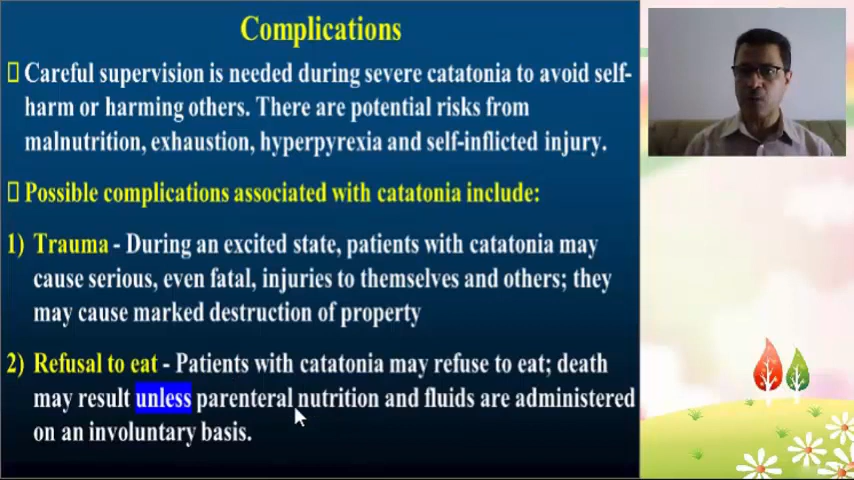 Complications
Careful supervision is needed during severe catatonia to avoid self-
harm or harming others. There are potential risks from
malnutrition, exhaustion, hyperpyrexia and self-inflicted injury.
Possible complications associated with catatonia include:
1) Trauma - During an excited state, patients with catatonia may
cause serious, even fatal, injuries to themselves and others; they
may cause marked destruction of property
2) Refusal to eat - Patients with catatonia may refuse to eat; death
may result unless parenteral nutrition and fluids are administered
on an involuntary basis.